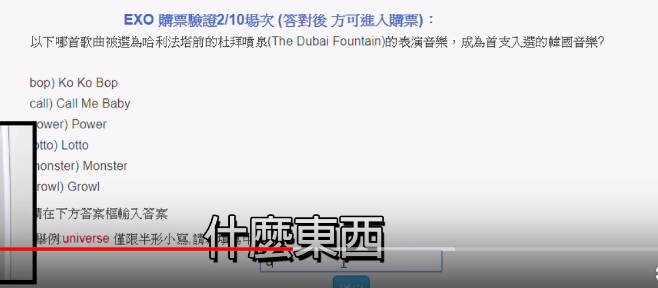 EXO 購票驗證2/10場次 (答對後 方可進入購票)：
以下哪首歌曲被選為哈利法塔前的杜拜噴泉(The Dubai Fountain)的表演音樂，成為首支入選的韓國音樂?
bop) Ko Ko Bop
call) Call Me Baby
ower) Power
otto) Lotto
onster) Monster
rowl) Growl
請在下方答案框輸入答案
舉例:universe 僅限半形小寫,請
什麼東西